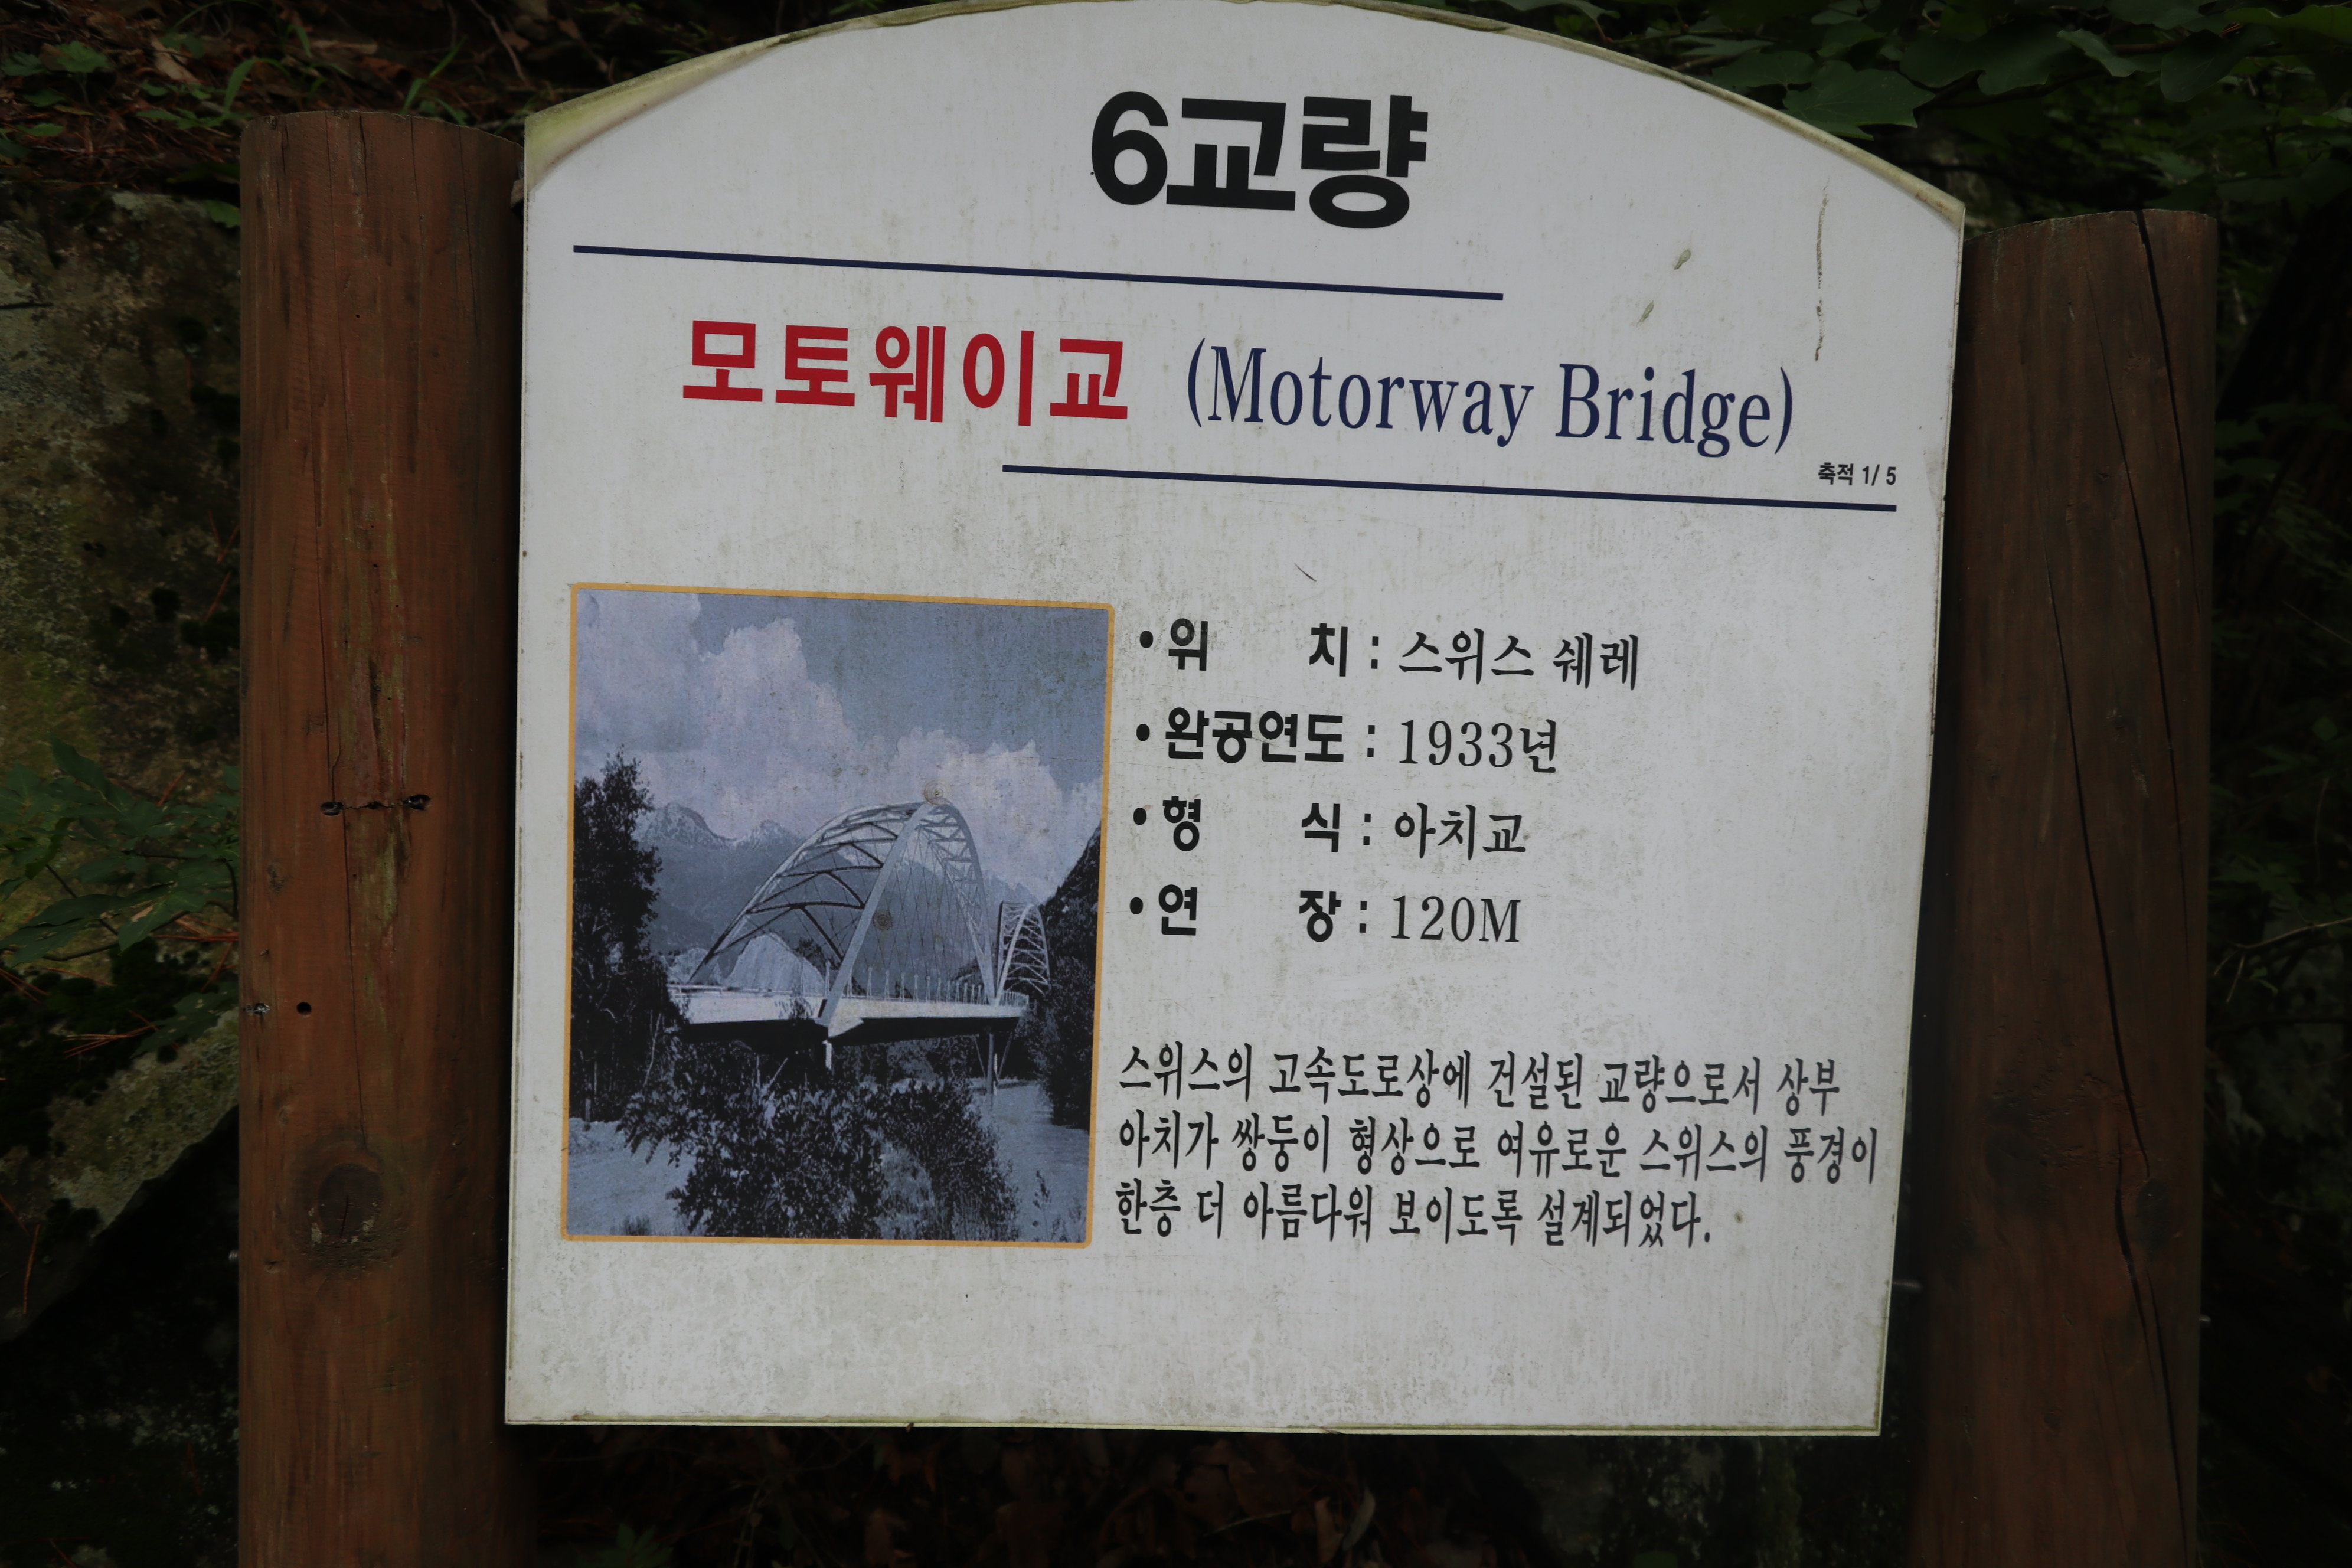 6교량
모토웨이교 (Motorway Bridge)
축적 1/ 5
• 위 치 : 스위스 쉐레
• 완공연도 : 1933년
• 형 식 : 아치교
• 연 장 : 120M
스위스의 고속도로상에 건설된 교량으로서 상부
아치가 쌍둥이 형상으로 여유로운 스위스의 풍경이
한층 더 아름다워 보이도록 설계되었다.